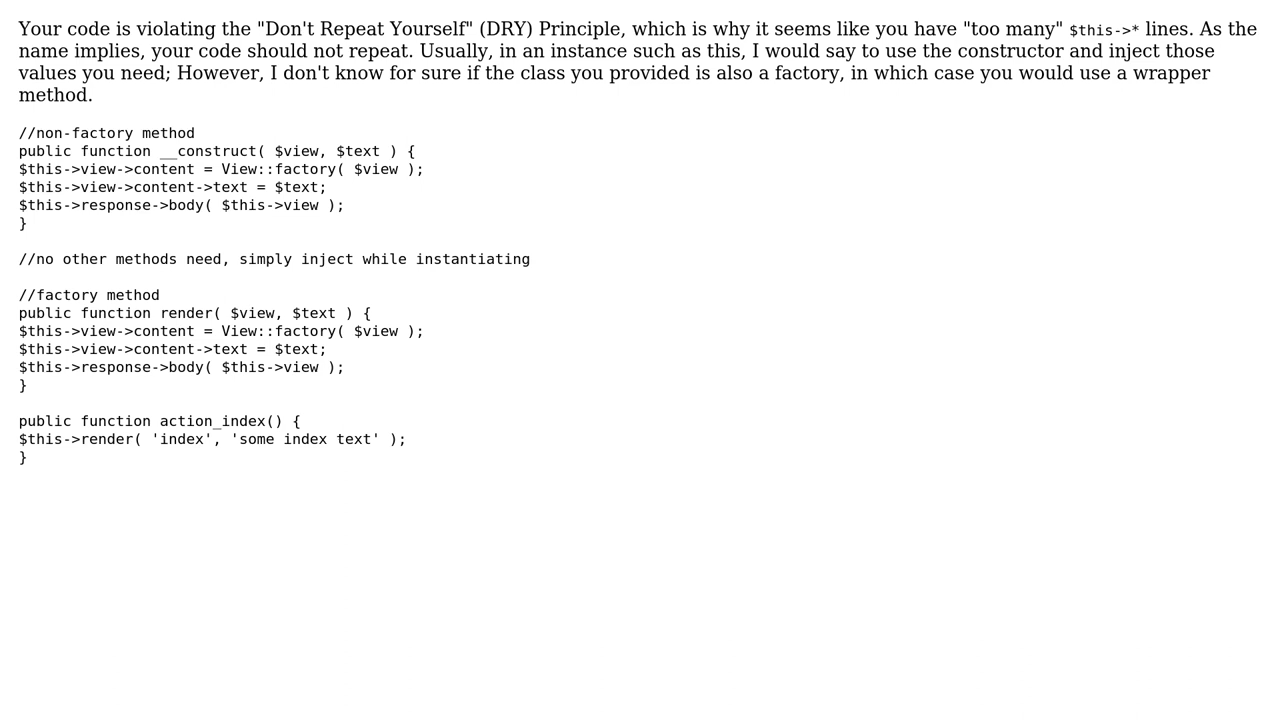 Your code is violating the "Don't Repeat Yourself" (DRY) Principle, which is why it seems like you have "too many" $this->* lines. As the
name implies, your code should not repeat. Usually, in an instance such as this, I would say to use the constructor and inject those
values you need; However, I don't know for sure if the class you provided is also a factory, in which case you would use a wrapper
method.
//non-factory method
public function __construct( $view, $text ) {
$this->view->content = View::factory( $view );
$this->view->content->text = $text;
$this->response->body( $this->view );
}
//no other methods need, simply inject while instantiating
//factory method
public function render( $view, $text ) {
$this->view->content = View::factory( $view );
$this->view->content->text = $text;
$this->response->body( $this->view );
}
public function action_index() {
$this->render( 'index', 'some index text' );
}